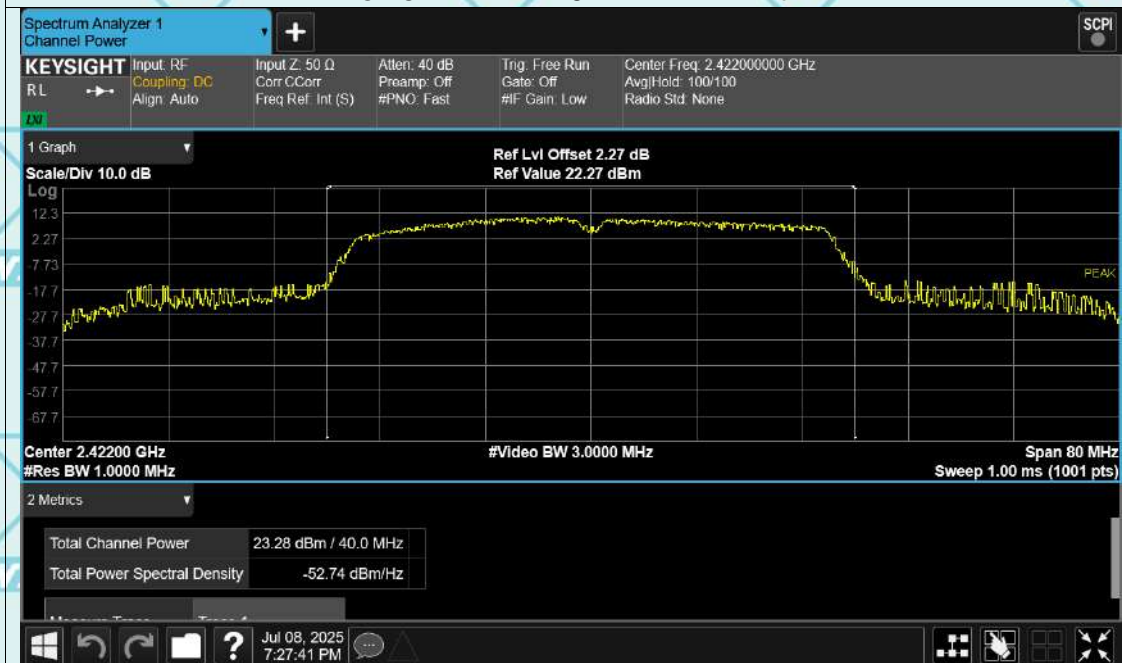 Spectrum Analyzer 1
Channel Power
+
SCPI
KEYSIGHT Input: RF Input Z: 50 Ω Atten: 40 dB Trig: Free Run Center Freq: 2.422000000 GHz
RL Coupling: DC Corr CCorr Preamp: Off Gate: Off Avg|Hold: 100/100
Align: Auto Freq Ref: Int (S) #PNO: Fast #IF Gain: Low Radio Std: None
LXI
1 Graph
Ref Lvl Offset 2.27 dB
Scale/Div 10.0 dB Ref Value 22.27 dBm
Log
12.3
2.27
-7.73
PEAK
-17.7
-27.7
-37.7
-47.7
-57.7
-67.7
Center 2.42200 GHz #Video BW 3.0000 MHz Span 80 MHz
#Res BW 1.0000 MHz Sweep 1.00 ms (1001 pts)
2 Metrics
Total Channel Power 23.28 dBm / 40.0 MHz
Total Power Spectral Density -52.74 dBm/Hz
?
Jul 08, 2025
7:27:41 PM